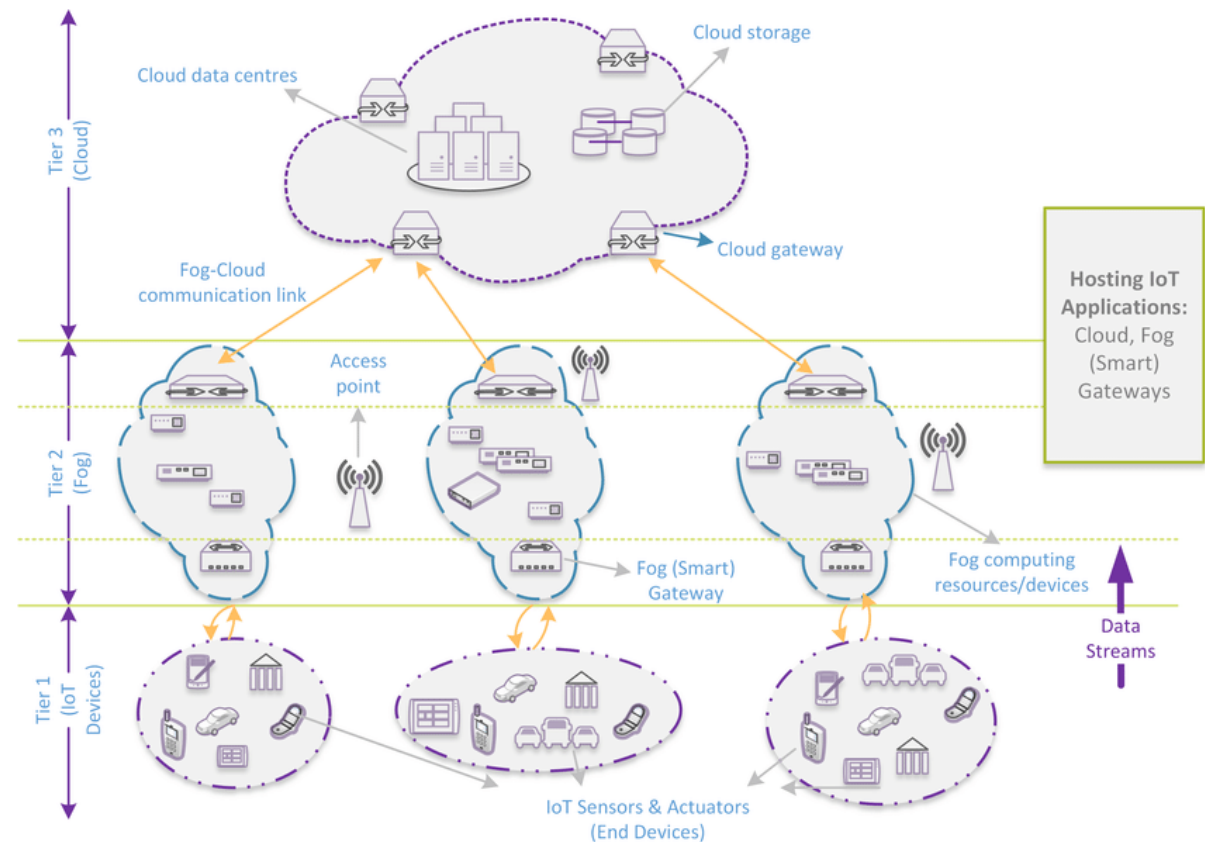 Cloud storage
Cloud data centres
Tier 3
(Cloud)
Cloud gateway
Fog-Cloud
communication link
Hosting IoT
Applications:
Cloud, Fog
(Smart)
Gateways
Access
point
Tier 2
(Fog)
Fog (Smart)
Gateway
Fog computing
resources/devices
Data
Streams
Tier 1
(IoT
Devices)
IoT Sensors & Actuators
(End Devices)